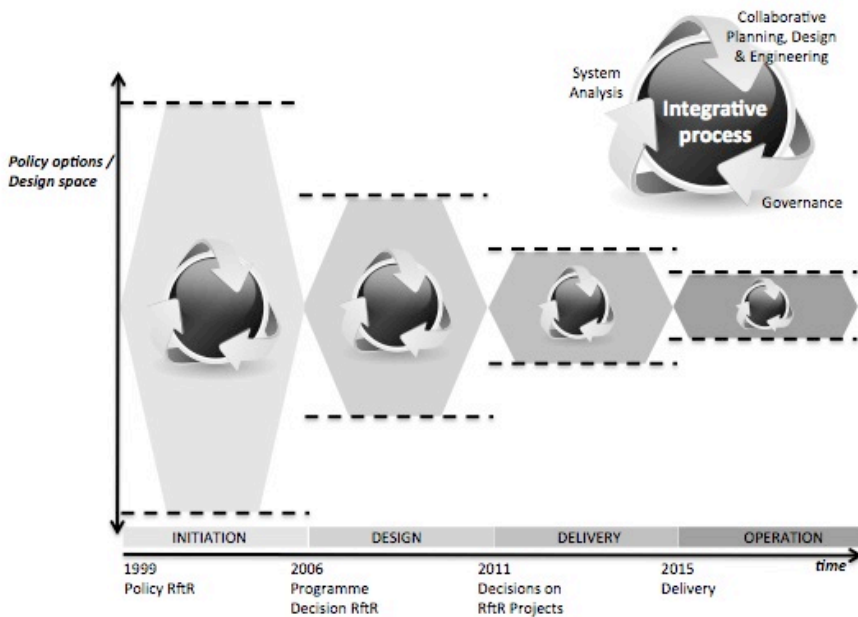 Collaborative
Planning, Design
& Engineering
System
Analysis
Integrative
process
Governance
Policy options /
Design space
INITIATION
DESIGN
DELIVERY
OPERATION
time
1999
Policy RftR
2006
Programme
Decision RftR
2011
Decisions on
RftR Projects
2015
Delivery